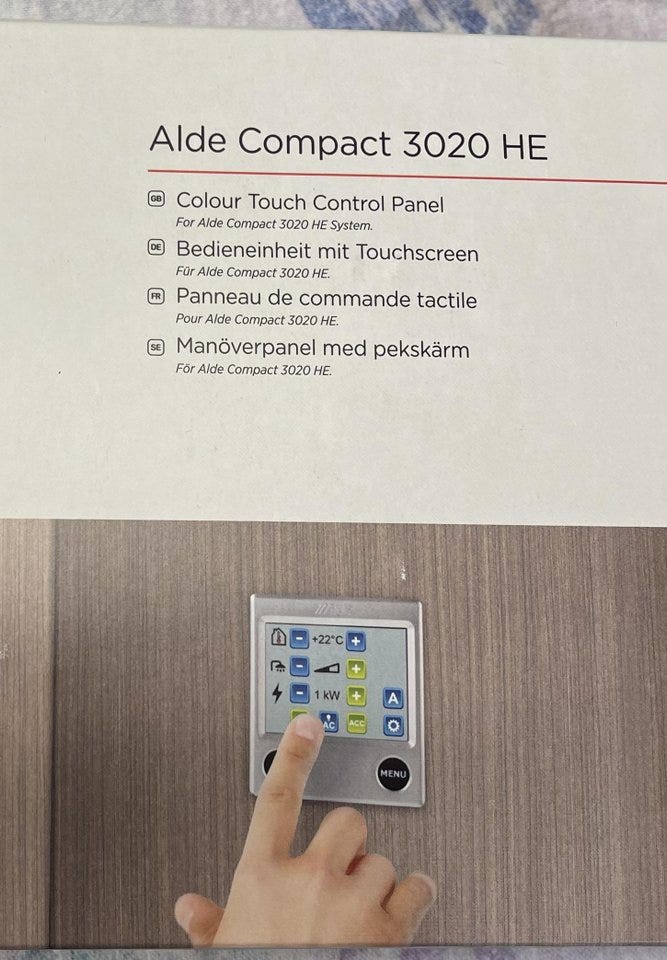 Alde Compact 3020 HE
GB Colour Touch Control Panel
For Alde Compact 3020 HE System.
DE Bedieneinheit mit Touchscreen
Für Alde Compact 3020 HE.
FR Panneau de commande tactile
Pour Alde Compact 3020 HE.
SE Manöverpanel med pekskärm
För Alde Compact 3020 HE.
- +22°C +
- +
- 1 kW + A
AC ACC
MENU